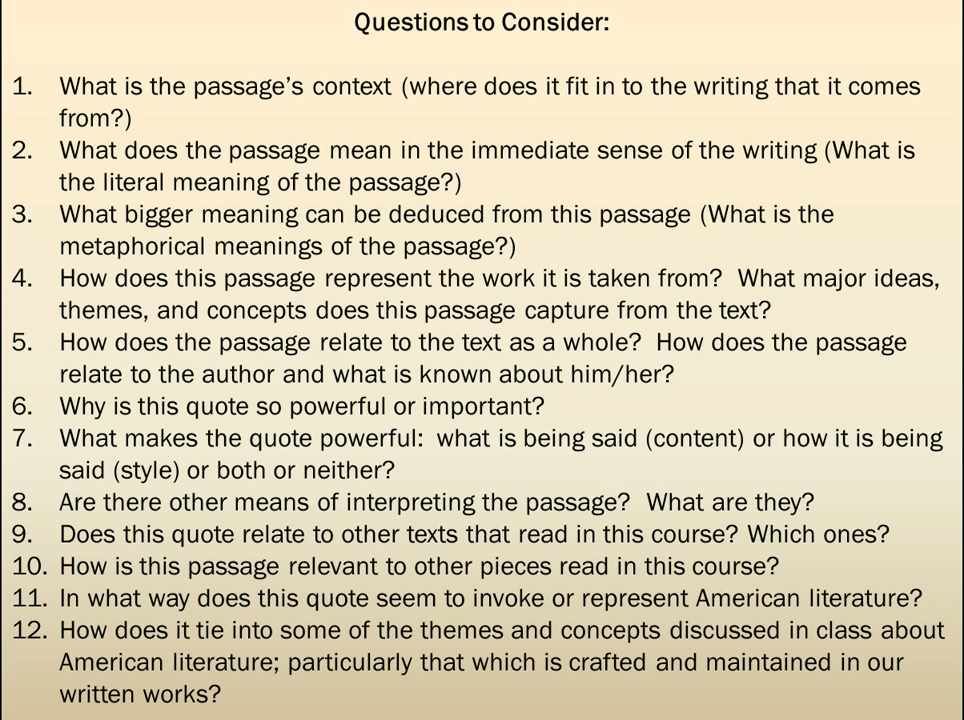 Questions to Consider:
1. What is the passage's context (where does it fit in to the writing that it comes
from?)
2. What does the passage mean in the immediate sense of the writing (What is
the literal meaning of the passage?)
3. What bigger meaning can be deduced from this passage (What is the
metaphorical meanings of the passage?)
4. How does this passage represent the work it is taken from?  What major ideas,
themes, and concepts does this passage capture from the text?
5. How does the passage relate to the text as a whole?  How does the passage
relate to the author and what is known about him/her?
6. Why is this quote so powerful or important?
7. What makes the quote powerful:  what is being said (content) or how it is being
said (style) or both or neither?
8. Are there other means of interpreting the passage?  What are they?
9. Does this quote relate to other texts that read in this course? Which ones?
10. How is this passage relevant to other pieces read in this course?
11. In what way does this quote seem to invoke or represent American literature?
12. How does it tie into some of the themes and concepts discussed in class about
American literature; particularly that which is crafted and maintained in our
written works?